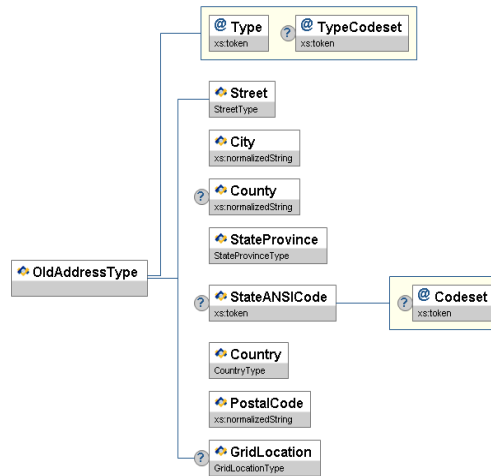 @ Type
xs:token
? @ TypeCodeset
xs:token
Street
StreetType
City
xs:normalizedString
? County
xs:normalizedString
StateProvince
StateProvinceType
OldAddressType
? StateANSICode
xs:token
? @ Codeset
xs:token
Country
CountryType
PostalCode
xs:normalizedString
? GridLocation
GridLocationType